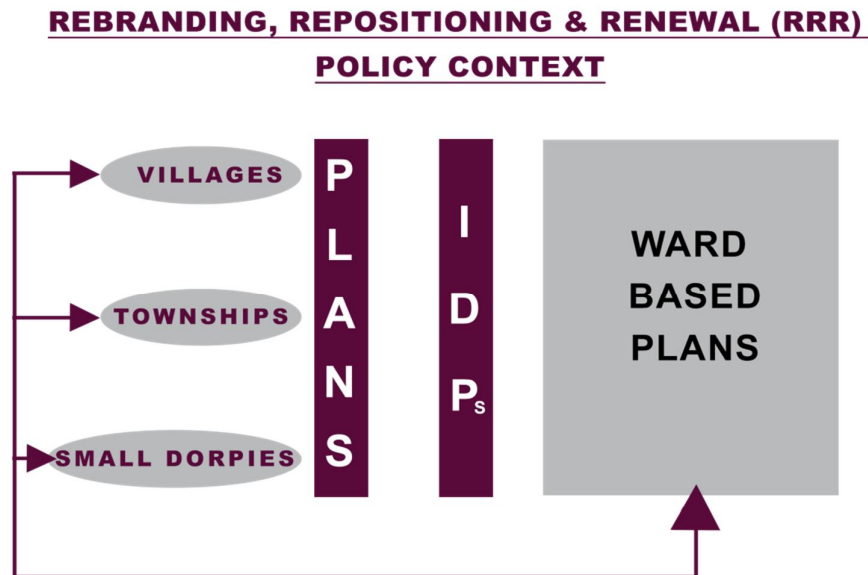 REBRANDING, REPOSITIONING & RENEWAL (RRR)
POLICY CONTEXT
VILLAGES
TOWNSHIPS
SMALL DORPIES
PLANS
IDPs
WARD
BASED
PLANS